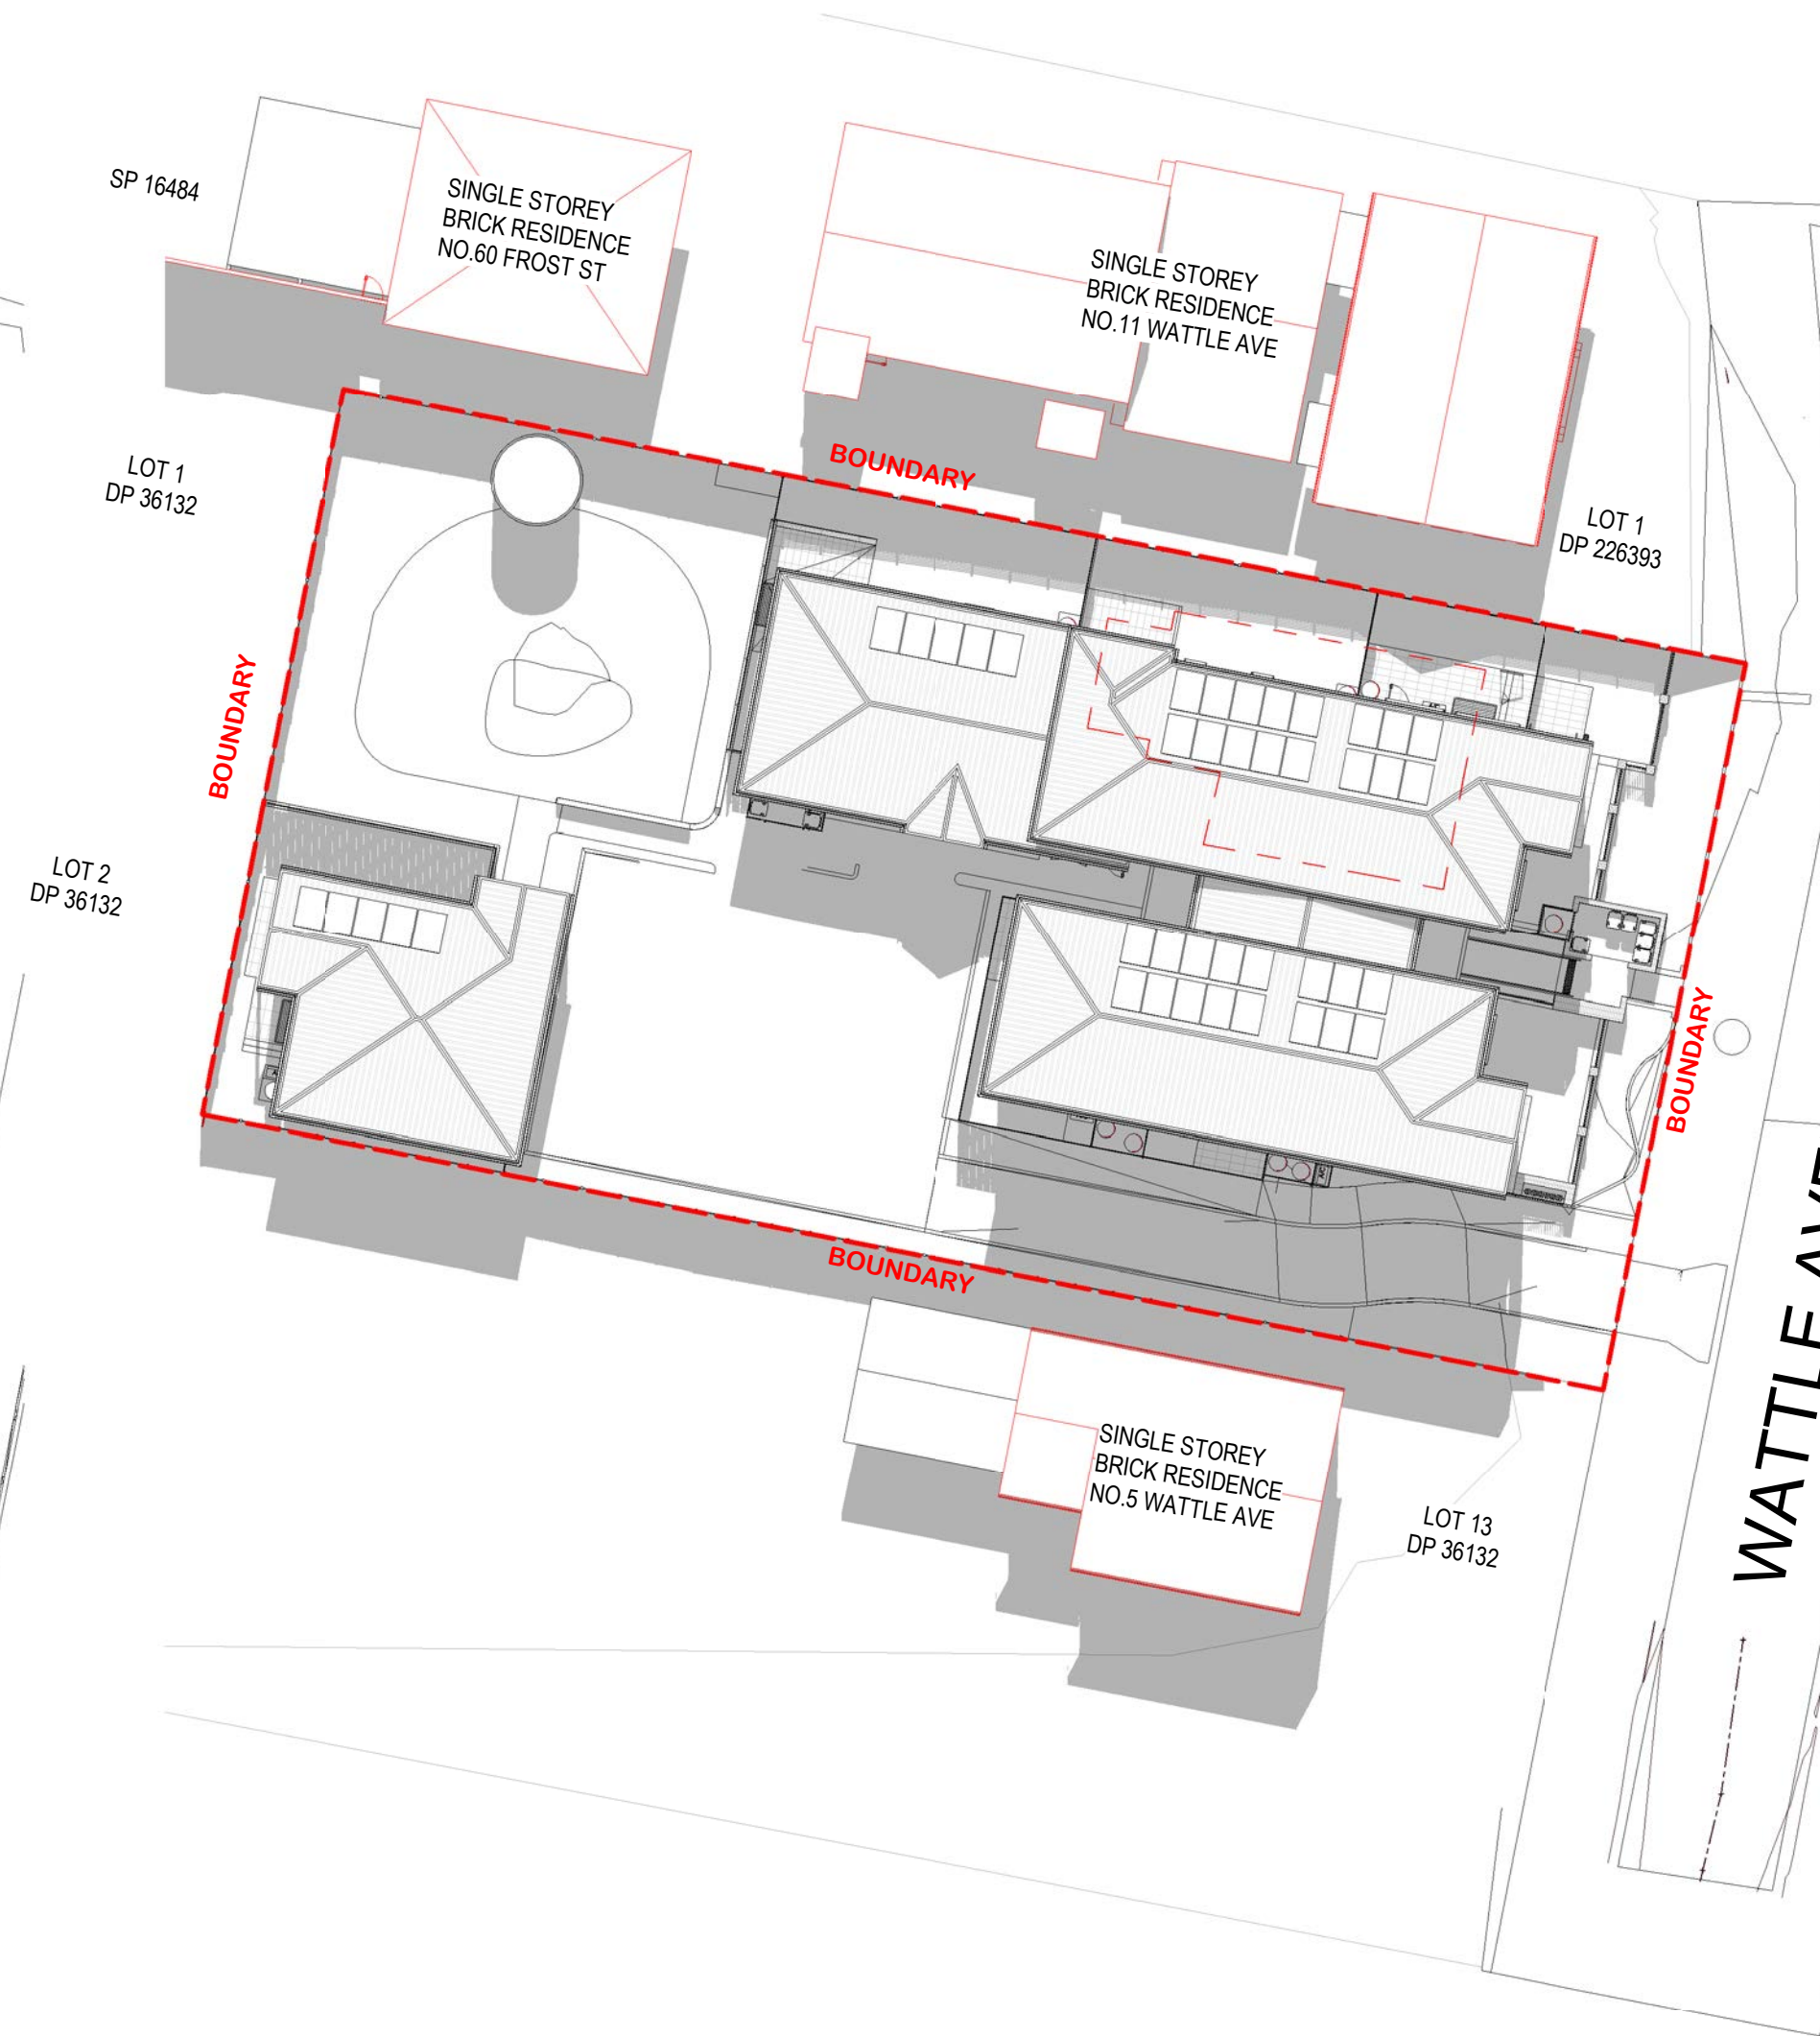 SP 16484
SINGLE STOREY
BRICK RESIDENCE
NO.60 FROST ST
SINGLE STOREY
BRICK RESIDENCE
NO.11 WATTLE AVE
BOUNDARY
LOT 1
DP 36132
LOT 1
DP 226393
BOUNDARY
LOT 2
DP 36132
BOUNDARY
BOUNDARY
SINGLE STOREY
BRICK RESIDENCE
NO.5 WATTLE AVE
LOT 13
DP 36132
WATTLE AVE